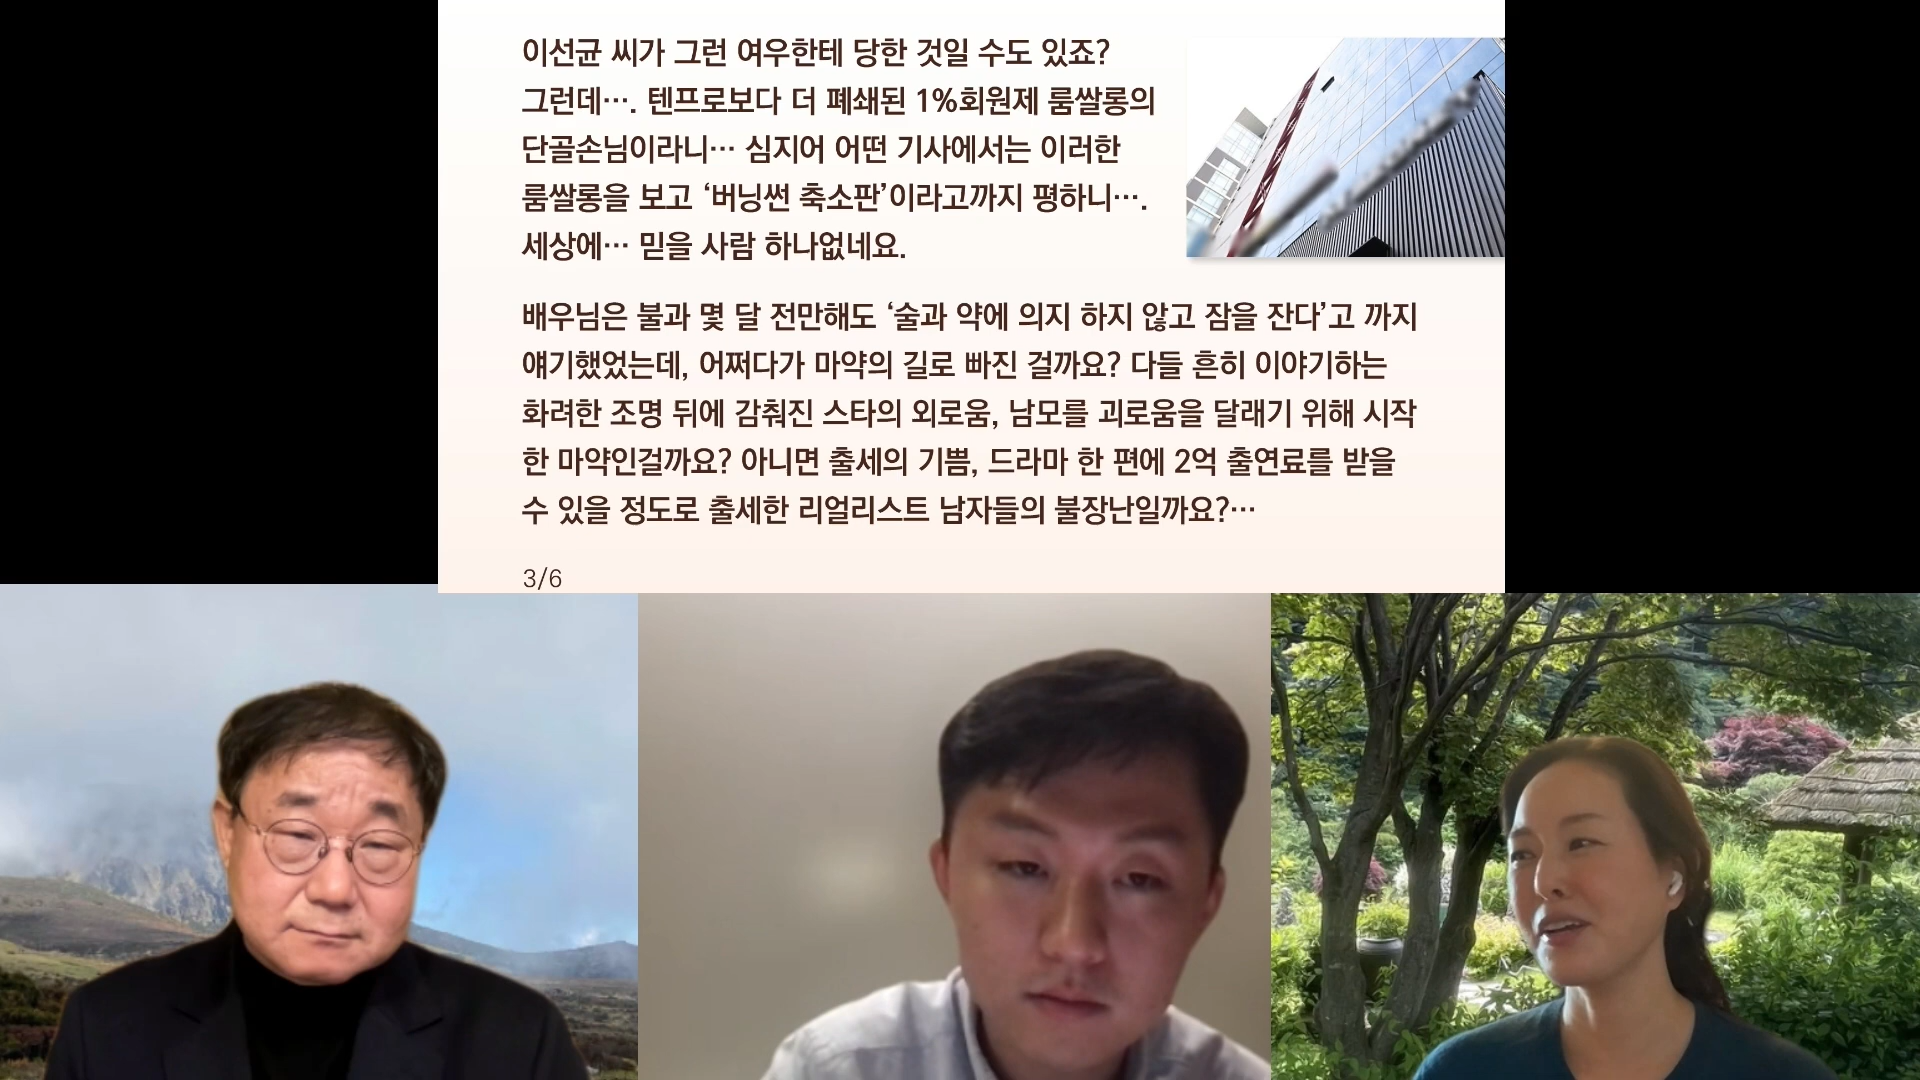 이선균 씨가 그런 여우한테 당한 것일 수도 있죠?
그런데…. 텐프로보다 더 폐쇄된 1%회원제 룸쌀롱의
단골손님이라니… 심지어 어떤 기사에서는 이러한
룸쌀롱을 보고 ‘버닝썬 축소판’이라고까지 평하니….
세상에… 믿을 사람 하나없네요.
배우님은 불과 몇 달 전만해도 ‘술과 약에 의지 하지 않고 잠을 잔다’고 까지
얘기했었는데, 어쩌다가 마약의 길로 빠진 걸까요? 다들 흔히 이야기하는
화려한 조명 뒤에 감춰진 스타의 외로움, 남모를 괴로움을 달래기 위해 시작
한 마약인걸까요? 아니면 출세의 기쁨, 드라마 한 편에 2억 출연료를 받을
수 있을 정도로 출세한 리얼리스트 남자들의 불장난일까요?…
3/6